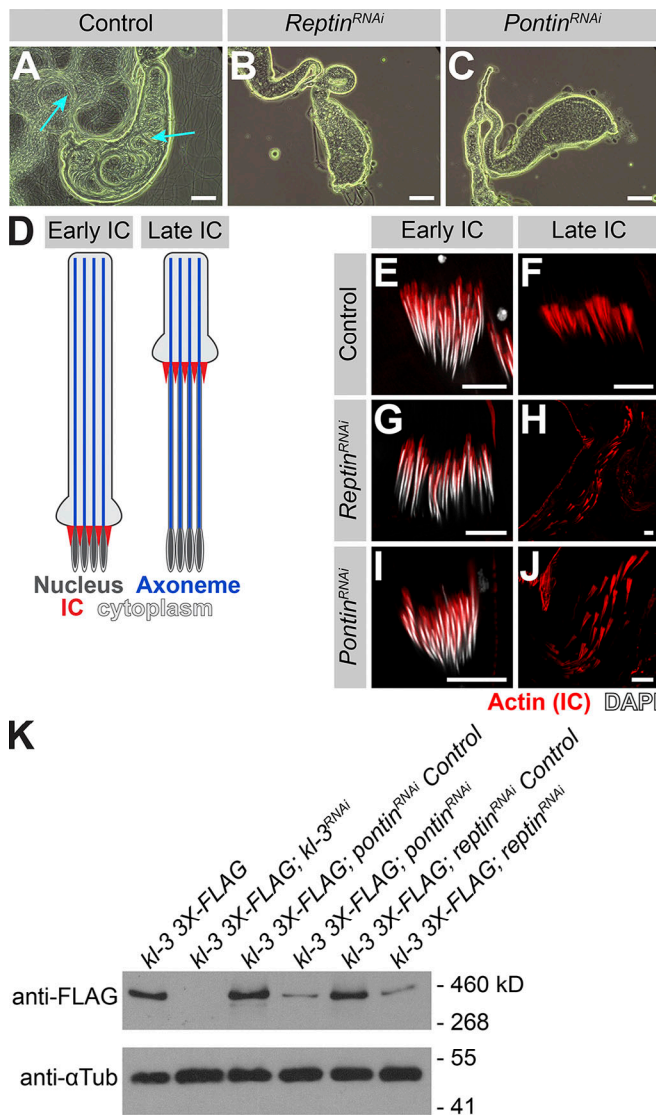 Control
Reptin^RNAi
Pontin^RNAi
A
B
C
D
Early IC
Late IC
Nucleus
Axoneme
IC
cytoplasm
Early IC
Late IC
Control
E
F
Reptin^RNAi
G
H
Pontin^RNAi
I
J
Actin (IC) DAPI
K
kl-3 3X-FLAG
kl-3 3X-FLAG; kl-3^RNAi
kl-3 3X-FLAG; pontin^RNAi Control
kl-3 3X-FLAG; pontin^RNAi
kl-3 3X-FLAG; reptin^RNAi Control
kl-3 3X-FLAG; reptin^RNAi
anti-FLAG
- 460 kD
- 268
anti-αTub
- 55
- 41